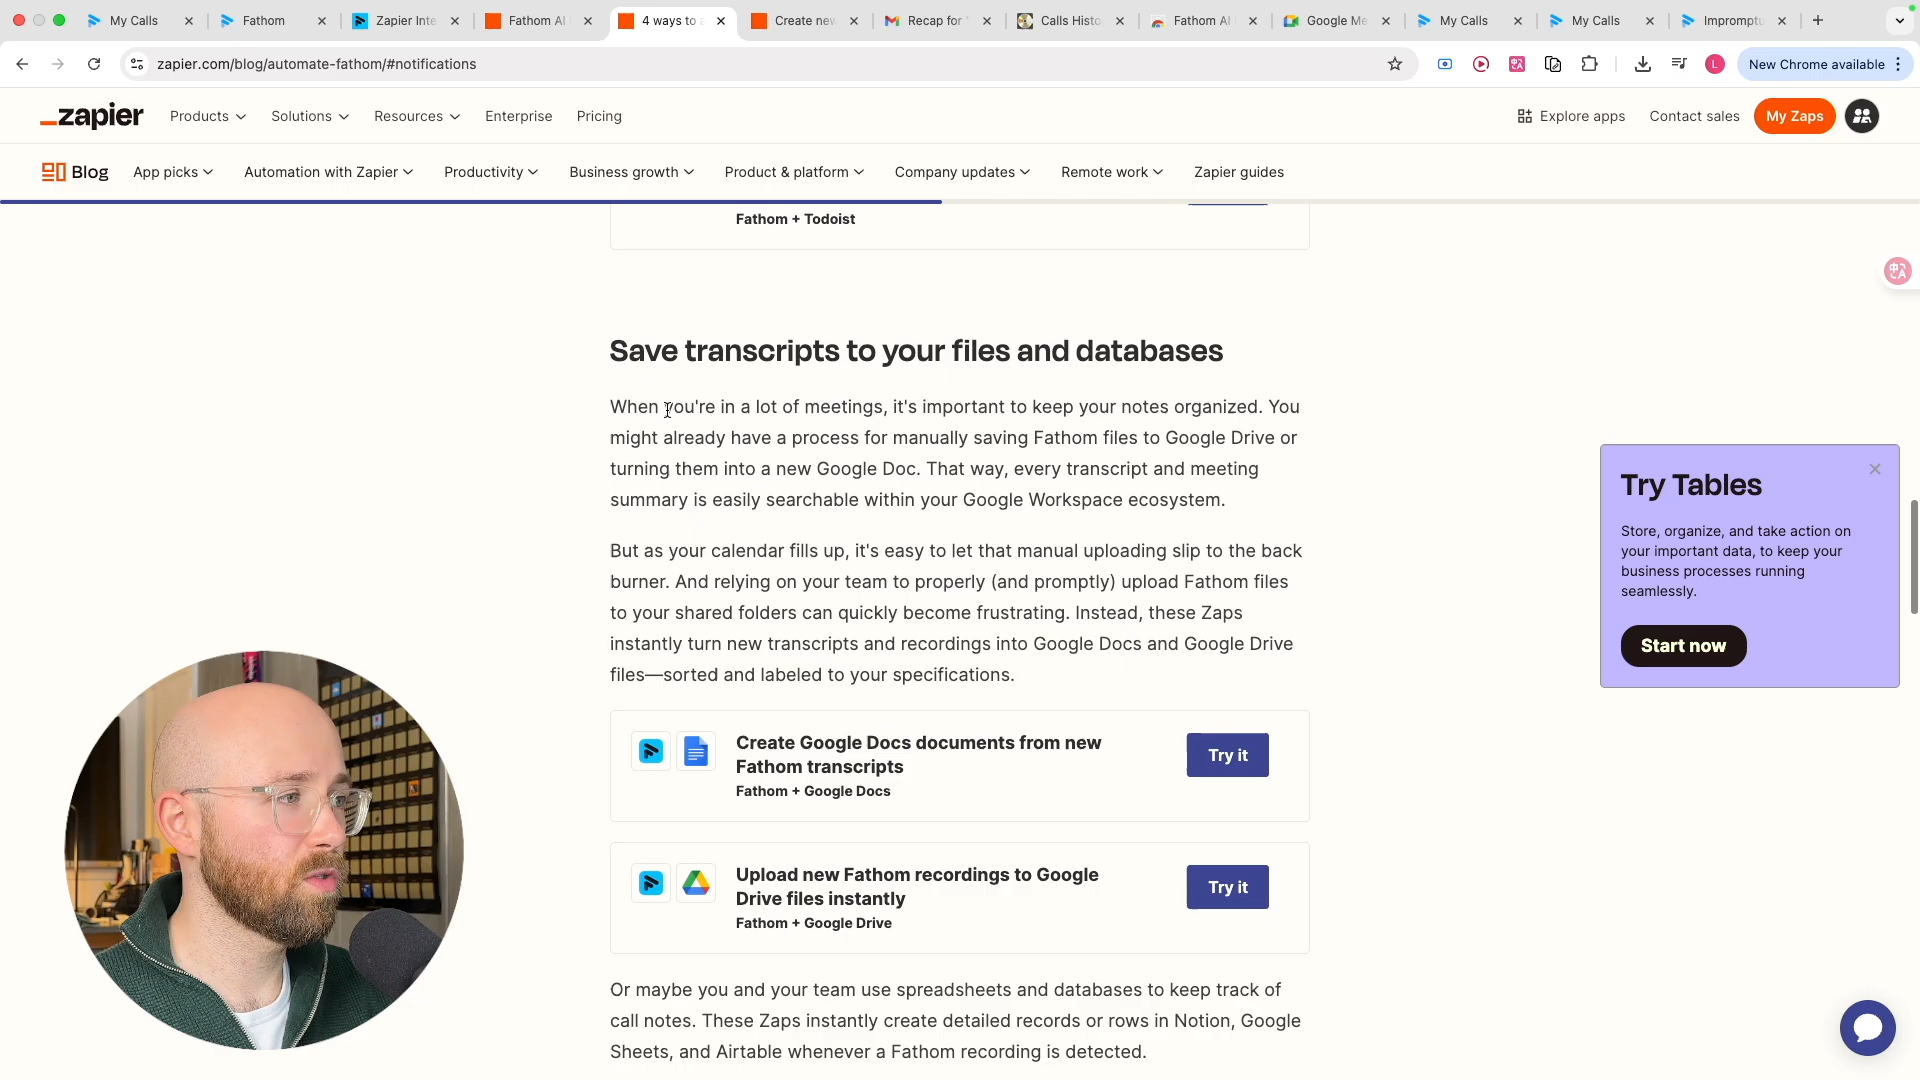 My Calls
Fathom
Zapier Inte
Fathom AI
4 ways to a
Create new
Recap for "
Calls Histo
Fathom AI
Google Me
My Calls
My Calls
Impromptu
zapier.com/blog/automate-fathom/#notifications
L
New Chrome available
zapier
Products
Solutions
Resources
Enterprise
Pricing
Explore apps
Contact sales
My Zaps
Blog
App picks
Automation with Zapier
Productivity
Business growth
Product & platform
Company updates
Remote work
Zapier guides
Fathom + Todoist
Save transcripts to your files and databases
When you're in a lot of meetings, it's important to keep your notes organized. You
might already have a process for manually saving Fathom files to Google Drive or
turning them into a new Google Doc. That way, every transcript and meeting
summary is easily searchable within your Google Workspace ecosystem.
But as your calendar fills up, it's easy to let that manual uploading slip to the back
burner. And relying on your team to properly (and promptly) upload Fathom files
to your shared folders can quickly become frustrating. Instead, these Zaps
instantly turn new transcripts and recordings into Google Docs and Google Drive
files—sorted and labeled to your specifications.
Create Google Docs documents from new
Fathom transcripts
Fathom + Google Docs
Try it
Upload new Fathom recordings to Google
Drive files instantly
Fathom + Google Drive
Try it
Or maybe you and your team use spreadsheets and databases to keep track of
call notes. These Zaps instantly create detailed records or rows in Notion, Google
Sheets, and Airtable whenever a Fathom recording is detected.
Try Tables
Store, organize, and take action on
your important data, to keep your
business processes running
seamlessly.
Start now